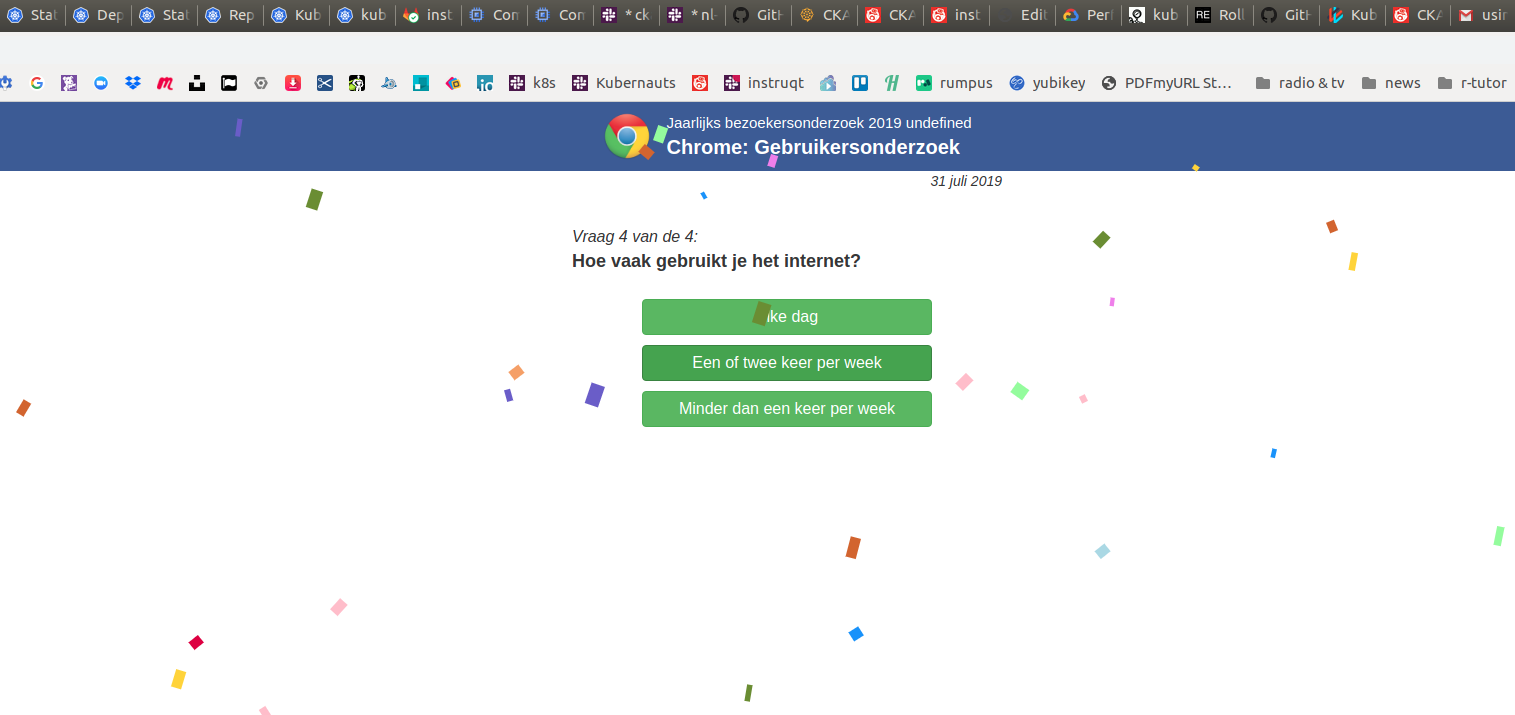 Stat Dep Stat Rep Kub kub inst Con Con * ck * nl- GitH CKA CKA inst Edit Perf kub Roll GitH Kub CKA usin
k8s Kubernauts instruqt rumpus yubikey PDFmyURL St... radio & tv news r-tutor
Jaarlijks bezoekersonderzoek 2019 undefined
Chrome: Gebruikersonderzoek
31 juli 2019
Vraag 4 van de 4:
Hoe vaak gebruikt je het internet?
lke dag
Een of twee keer per week
Minder dan een keer per week